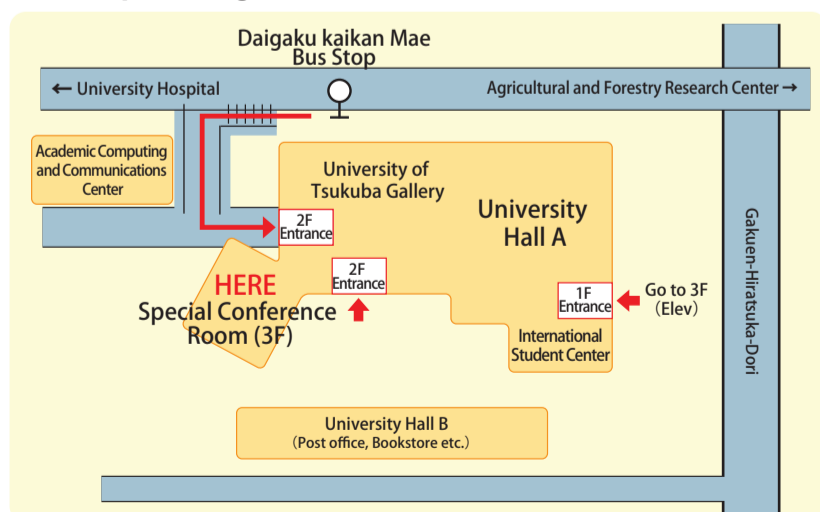 Daigaku kaikan Mae
Bus Stop
← University Hospital
Agricultural and Forestry Research Center →
Academic Computing
and Communications
Center
University of
Tsukuba Gallery
University
Hall A
2F
Entrance
2F
Entrance
HERE
Special Conference
Room (3F)
1F
Entrance
Go to 3F
(Elev)
International
Student Center
Gakuen-Hiratsuka-Dori
University Hall B
(Post office, Bookstore etc.)